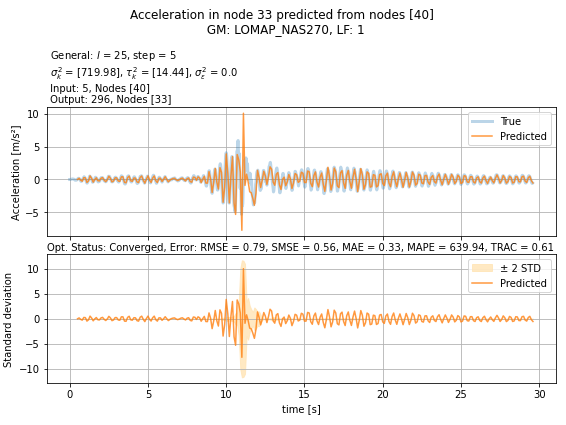 Acceleration in node 33 predicted from nodes [40]
GM: LOMAP_NAS270, LF: 1
General: l = 25, step = 5
σ²ₖ = [719.98], τ²ₖ = [14.44], σ²ε = 0.0
Input: 5, Nodes [40]
Output: 296, Nodes [33]
Acceleration [m/s²]
10
5
0
−5
True
Predicted
Opt. Status: Converged, Error: RMSE = 0.79, SMSE = 0.56, MAE = 0.33, MAPE = 639.94, TRAC = 0.61
Standard deviation
10
5
0
−5
−10
± 2 STD
Predicted
0 5 10 15 20 25 30
time [s]